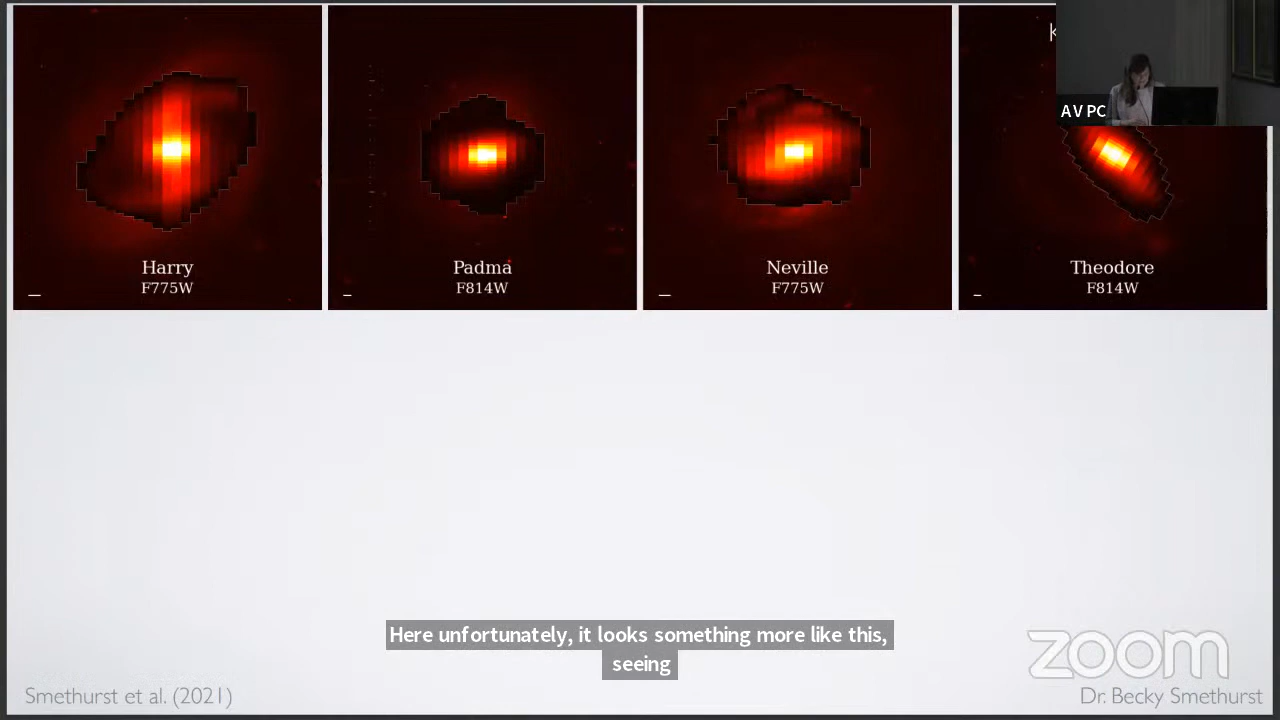 K
AV PC
Harry
F775W
Padma
F814W
Neville
F775W
Theodore
F814W
Here unfortunately, it looks something more like this,
seeing
zoom
Smethurst et al. (2021)
Dr. Becky Smethurst